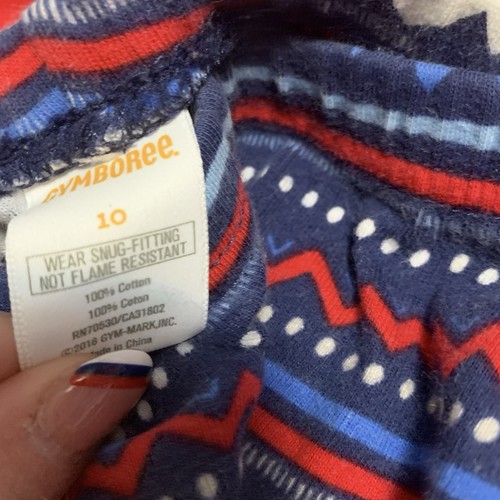 GYMBOREE.
10
WEAR SNUG-FITTING
NOT FLAME RESISTANT
100% Cotton
100% Coton
RN70530/CA31802
©2016 GYM-MARK,INC.
Made in China